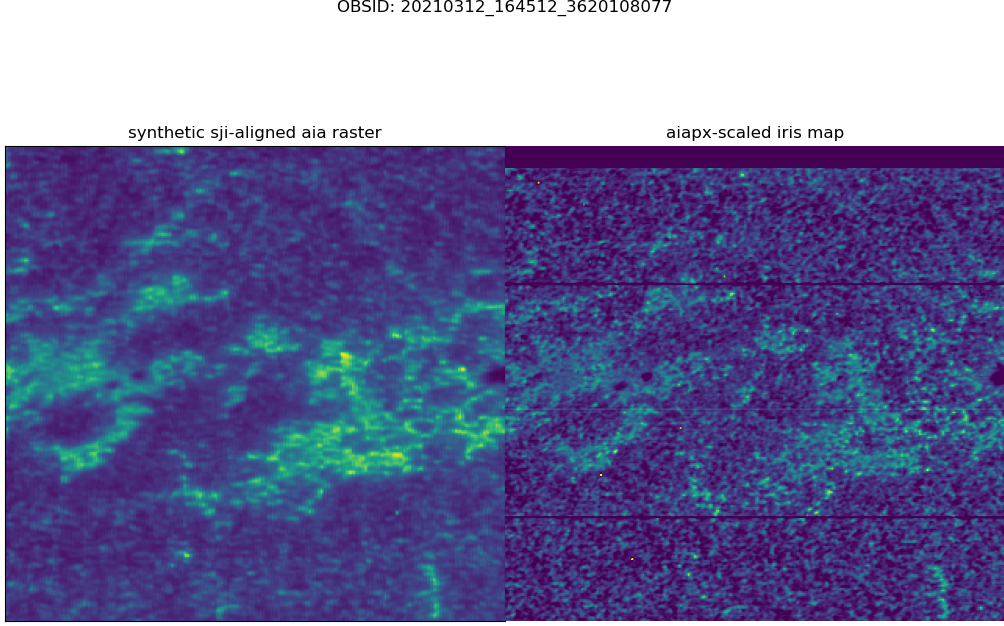 OBSID: 20210312_164512_3620108077
synthetic sji-aligned aia raster
aiapx-scaled iris map